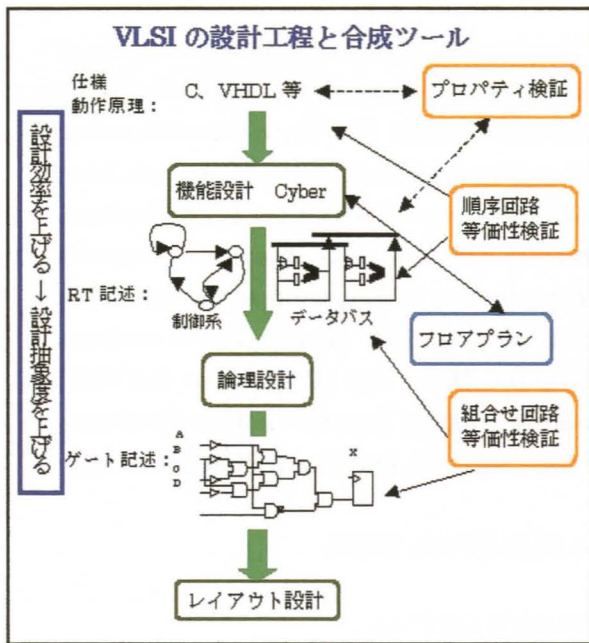 VLSI の設計工程と合成ツール
仕様
動作原理：
C、VHDL 等
プロパティ検証
設計効率を上げる→設計抽象度を上げる
機能設計 Cyber
順序回路
等価性検証
RT 記述：
制御系
データパス
フロアプラン
論理設計
組合せ回路
等価性検証
ゲート記述：
A
B
C
D
X
レイアウト設計